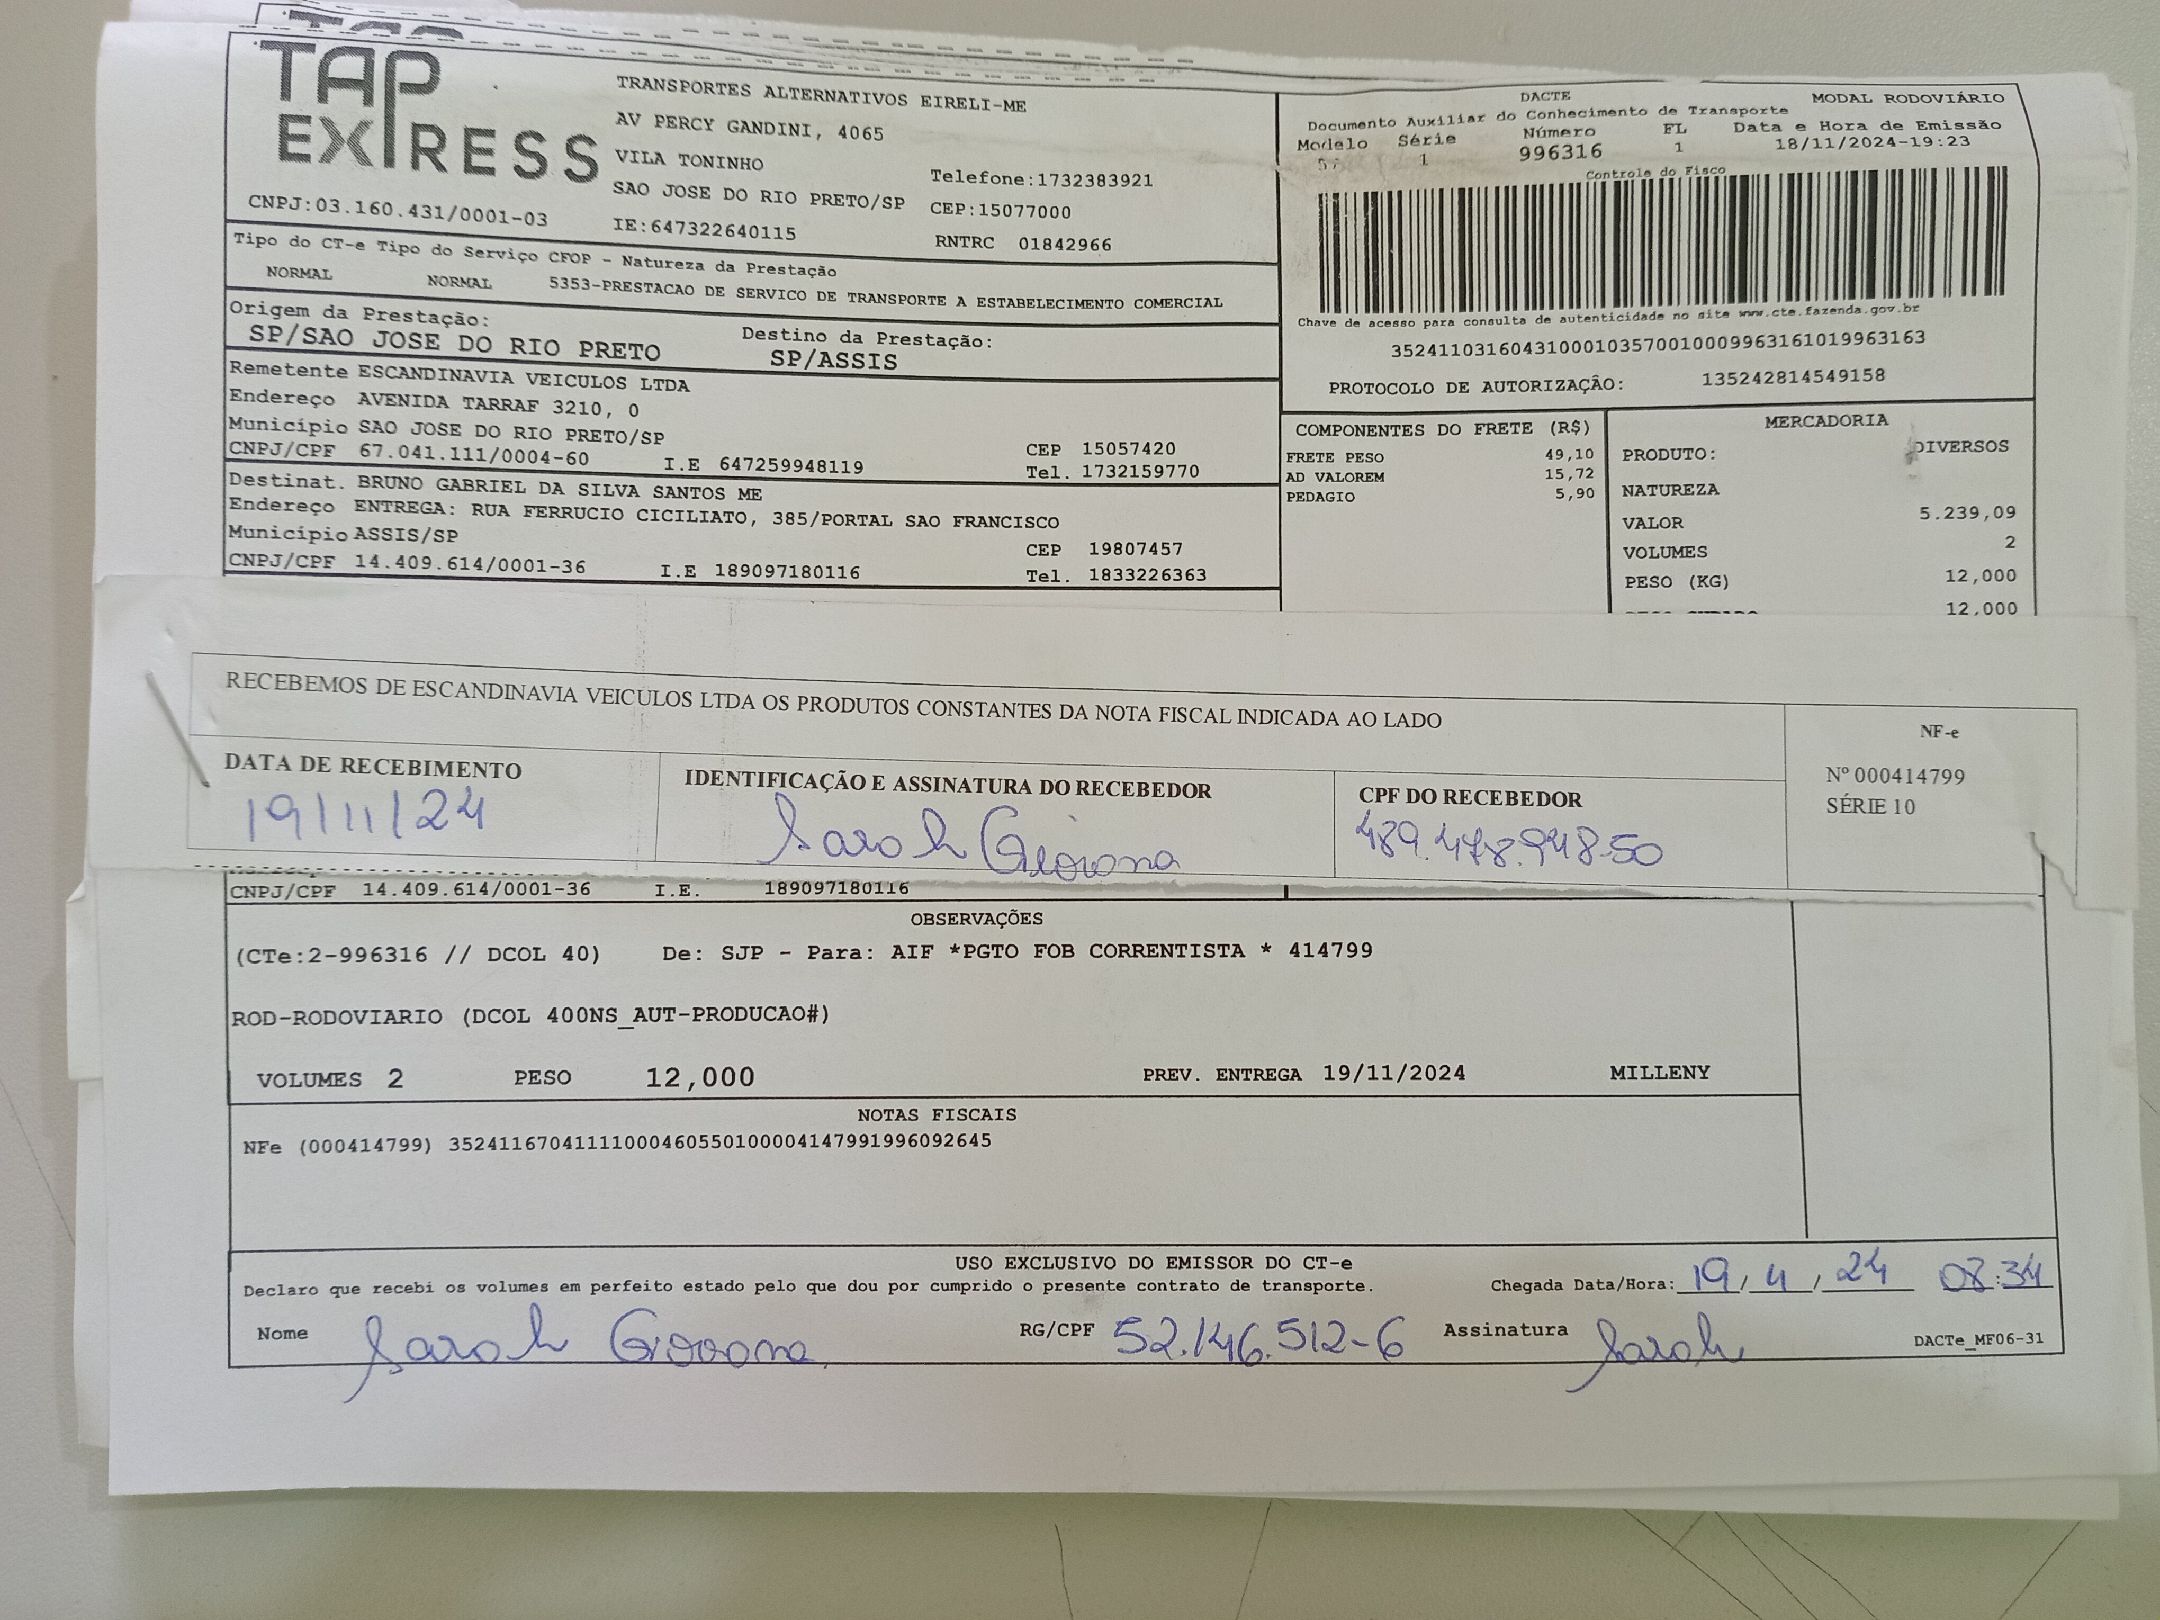 TAP
EXPRESS
TRANSPORTES ALTERNATIVOS EIRELI-ME
AV PERCY GANDINI, 4065
VILA TONINHO
Telefone:1732383921
SAO JOSE DO RIO PRETO/SP CEP:15077000
CNPJ:03.160.431/0001-03 IE:647322640115 RNTRC 01842966
DACTE MODAL RODOVIÁRIO
Documento Auxiliar do Conhecimento de Transporte
Modelo Série Número FL Data e Hora de Emissão
57 1 996316 1 18/11/2024-19:23
Controle do Fisco
Chave de acesso para consulta de autenticidade no site www.cte.fazenda.gov.br
35241103160431000103570010009963161019963163
PROTOCOLO DE AUTORIZAÇÃO: 135242814549158
Tipo do CT-e Tipo do Serviço CFOP - Natureza da Prestação
NORMAL NORMAL 5353-PRESTACAO DE SERVICO DE TRANSPORTE A ESTABELECIMENTO COMERCIAL
Origem da Prestação: Destino da Prestação:
SP/SAO JOSE DO RIO PRETO SP/ASSIS
Remetente ESCANDINAVIA VEICULOS LTDA
Endereço AVENIDA TARRAF 3210, 0
Município SAO JOSE DO RIO PRETO/SP CEP 15057420
CNPJ/CPF 67.041.111/0004-60 I.E 647259948119 Tel. 1732159770
Destinat. BRUNO GABRIEL DA SILVA SANTOS ME
Endereço ENTREGA: RUA FERRUCIO CICILIATO, 385/PORTAL SAO FRANCISCO
Município ASSIS/SP CEP 19807457
CNPJ/CPF 14.409.614/0001-36 I.E 189097180116 Tel. 1833226363
COMPONENTES DO FRETE (R$)
FRETE PESO 49,10
AD VALOREM 15,72
PEDAGIO 5,90
MERCADORIA
PRODUTO: DIVERSOS
NATUREZA
VALOR 5.239,09
VOLUMES 2
PESO (KG) 12,000
12,000
RECEBEMOS DE ESCANDINAVIA VEICULOS LTDA OS PRODUTOS CONSTANTES DA NOTA FISCAL INDICADA AO LADO
NF-e
Nº 000414799
SÉRIE 10
DATA DE RECEBIMENTO IDENTIFICAÇÃO E ASSINATURA DO RECEBEDOR CPF DO RECEBEDOR
19/11/24 Sarah Giovana 489.478.948-50
CNPJ/CPF 14.409.614/0001-36 I.E. 189097180116
OBSERVAÇÕES
(CTe:2-996316 // DCOL 40) De: SJP - Para: AIF *PGTO FOB CORRENTISTA * 414799
ROD-RODOVIARIO (DCOL 400NS_AUT-PRODUCAO#)
VOLUMES 2 PESO 12,000 PREV. ENTREGA 19/11/2024 MILLENY
NOTAS FISCAIS
NFe (000414799) 35241167041111000460550100004147991996092645
USO EXCLUSIVO DO EMISSOR DO CT-e
Declaro que recebi os volumes em perfeito estado pelo que dou por cumprido o presente contrato de transporte. Chegada Data/Hora: 19/11/24 08:34
Nome Sarah Giovana RG/CPF 52.146.512-6 Assinatura Sarah
DACTe_MF06-31